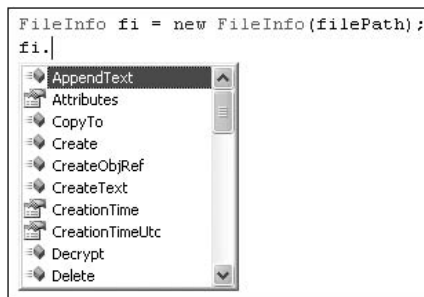 FileInfo fi = new FileInfo(filePath);
fi.
AppendText
Attributes
CopyTo
Create
CreateObjRef
CreateText
CreationTime
CreationTimeUtc
Decrypt
Delete